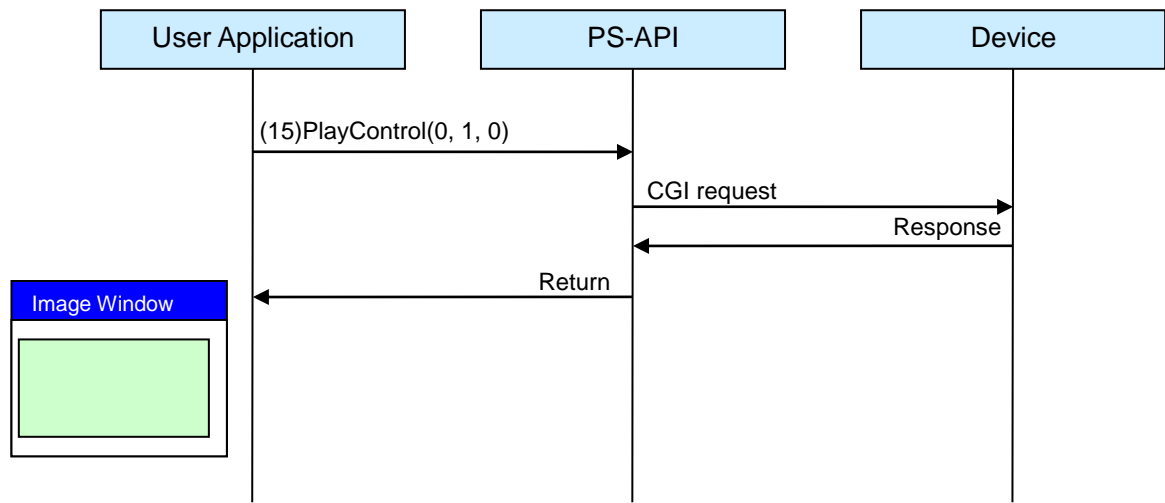 User Application
PS-API
Device
(15)PlayControl(0, 1, 0)
CGI request
Response
Return
Image Window